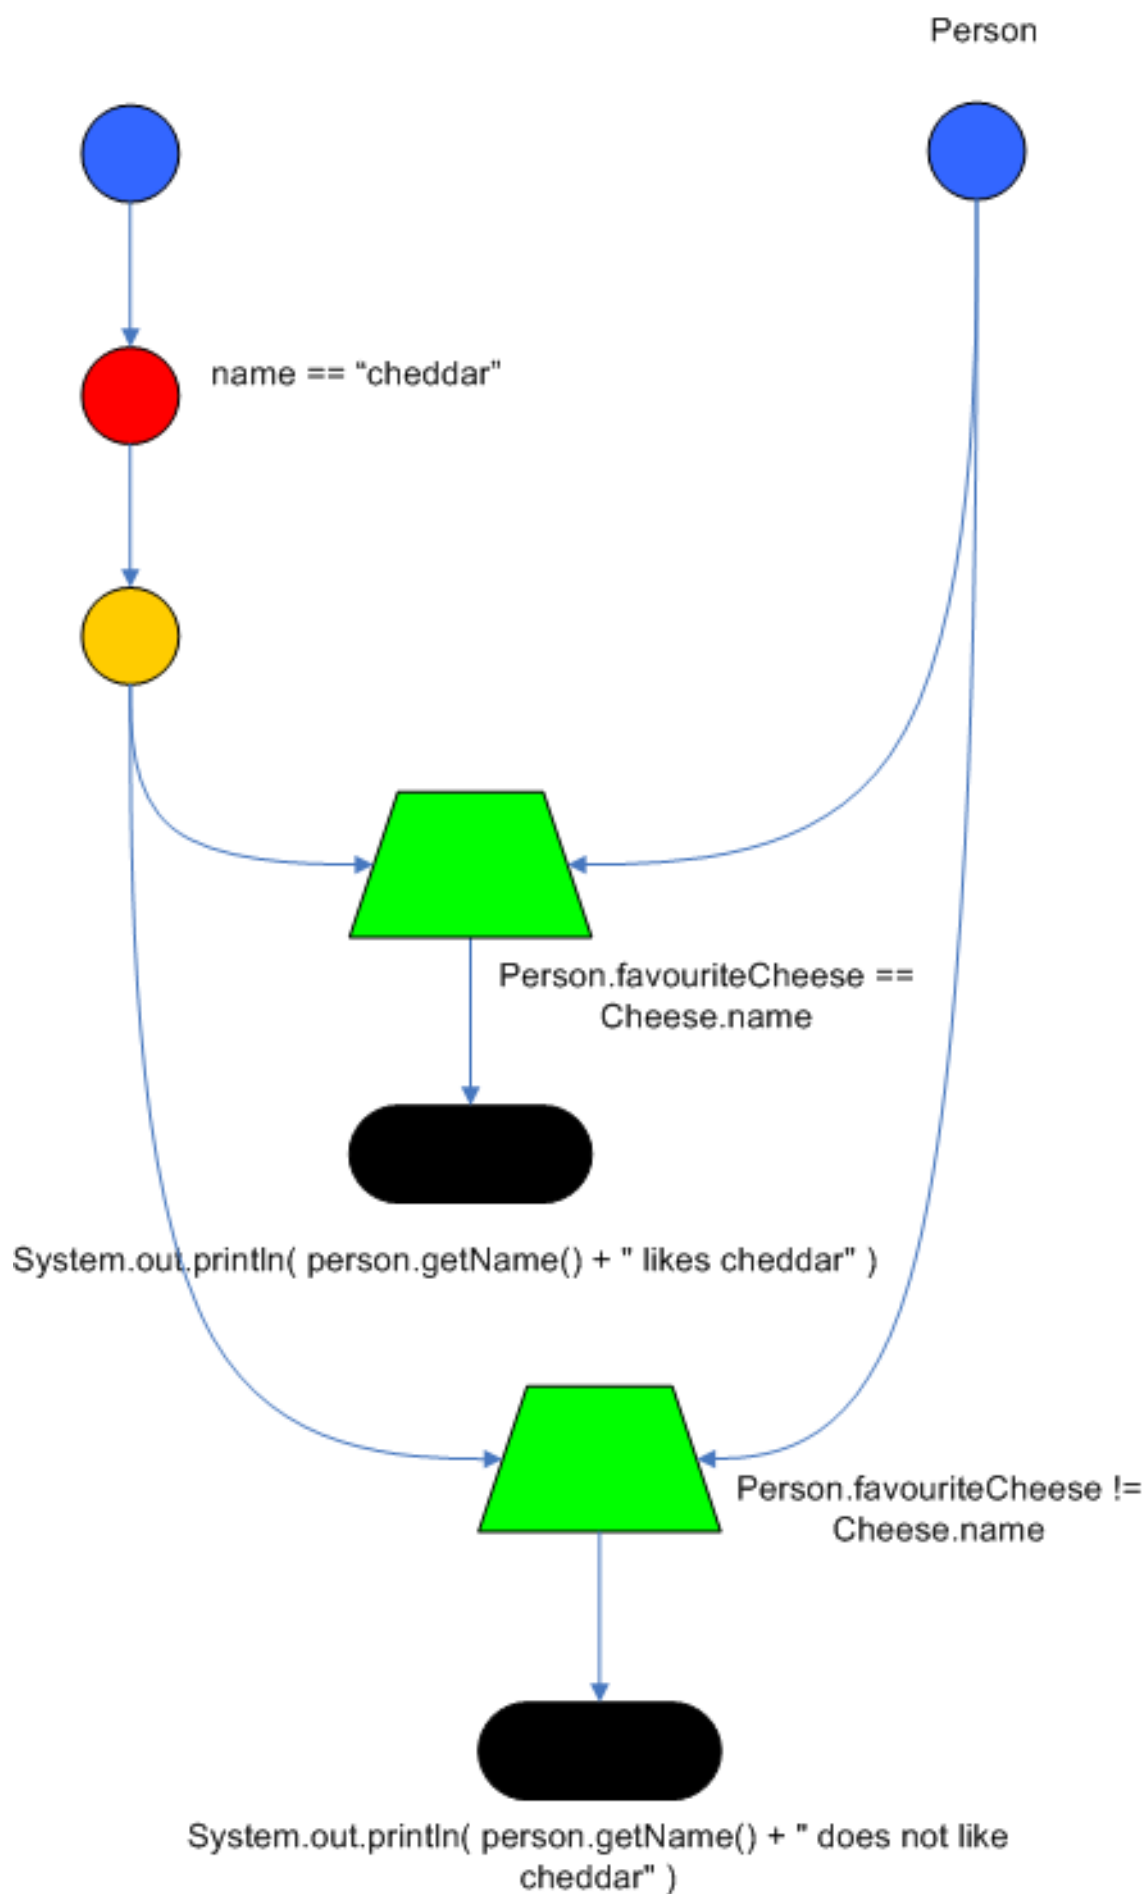 Person
name == “cheddar”
Person.favouriteCheese ==
Cheese.name
System.out.println( person.getName() + " likes cheddar" )
Person.favouriteCheese !=
Cheese.name
System.out.println( person.getName() + " does not like
cheddar" )